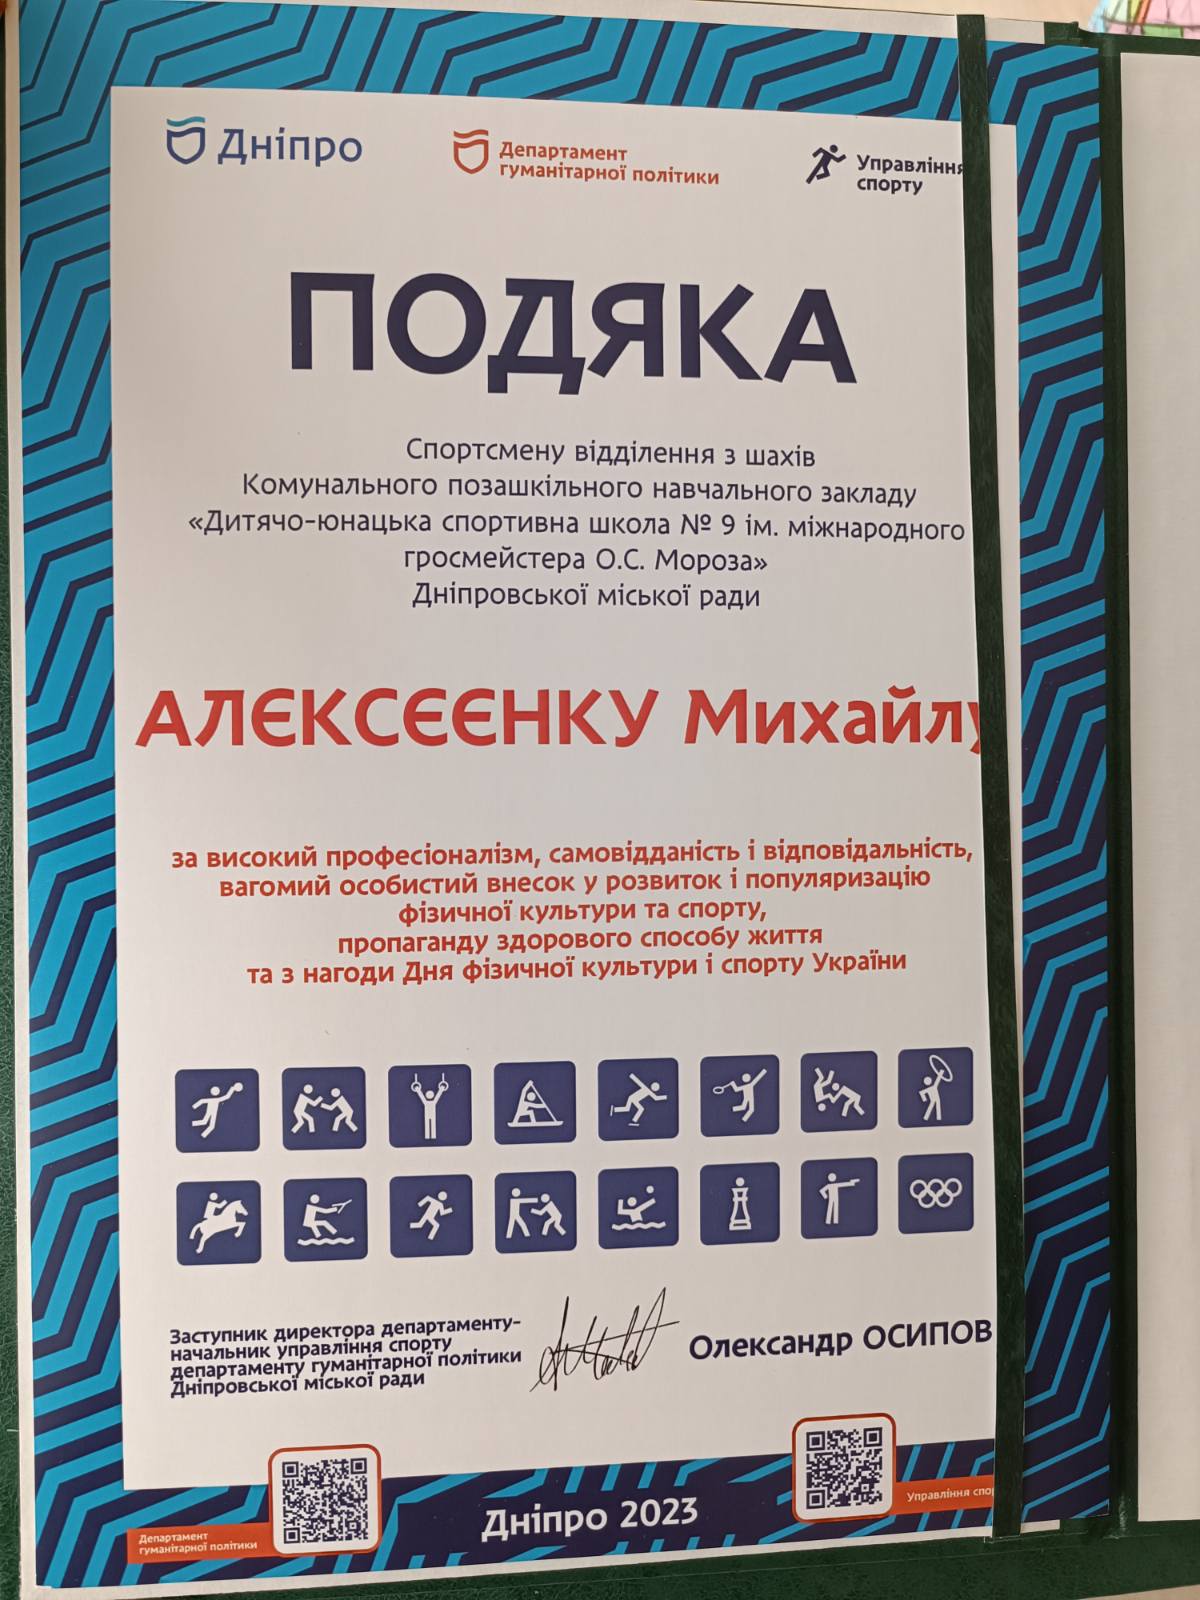 Дніпро
Департамент
гуманітарної політики
Управління
спорту
ПОДЯКА
Спортсмену відділення з шахів
Комунального позашкільного навчального закладу
«Дитячо-юнацька спортивна школа № 9 ім. міжнародного
гросмейстера О.С. Мороза»
Дніпровської міської ради
АЛЄКСЄЄНКУ Михайлу
за високий професіоналізм, самовідданість і відповідальність,
вагомий особистий внесок у розвиток і популяризацію
фізичної культури та спорту,
пропаганду здорового способу життя
та з нагоди Дня фізичної культури і спорту України
Заступник директора департаменту-
начальник управління спорту
департаменту гуманітарної політики
Дніпровської міської ради
Олександр ОСИПОВ
Департамент
гуманітарної політики
Дніпро 2023
Управління